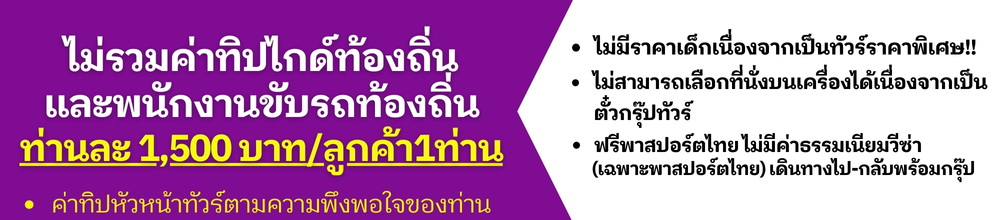 ไม่รวมค่าทิปไกด์ท้องถิ่น
และพนักงานขับรถท้องถิ่น
ท่านละ 1,500 บาท/ลูกค้า1ท่าน
• ค่าทิปหัวหน้าทัวร์ตามความพึงพอใจของท่าน
• ไม่มีราคาเด็กเนื่องจากเป็นทัวร์ราคาพิเศษ!!
• ไม่สามารถเลือกที่นั่งบนเครื่องได้เนื่องจากเป็น
ตั๋วกรุ๊ปทัวร์
• ฟรีพาสปอร์ตไทย ไม่มีค่าธรรมเนียมวีซ่า
(เฉพาะพาสปอร์ตไทย) เดินทางไป-กลับพร้อมกรุ๊ป